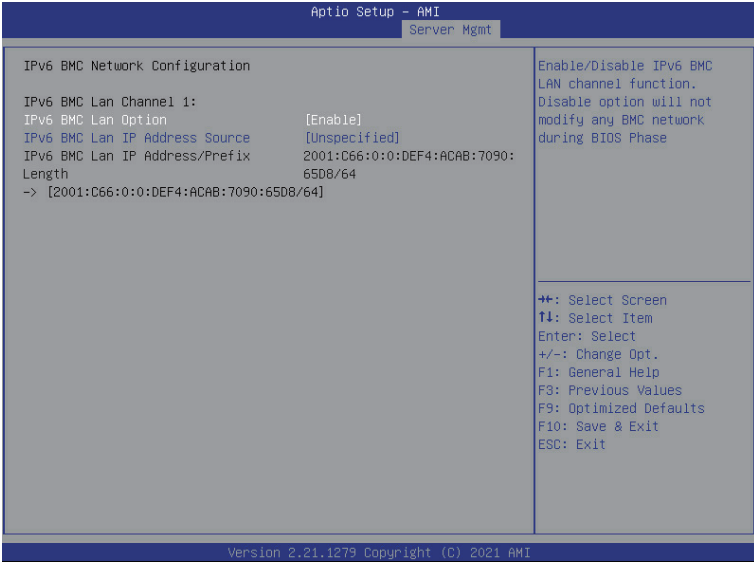 Aptio Setup – AMI
Server Mgmt
IPv6 BMC Network Configuration
IPv6 BMC Lan Channel 1:
IPv6 BMC Lan Option [Enable]
IPv6 BMC Lan IP Address Source [Unspecified]
IPv6 BMC Lan IP Address/Prefix 2001:C66:0:0:DEF4:ACAB:7090:
Length 65D8/64
-> [2001:C66:0:0:DEF4:ACAB:7090:65D8/64]
Enable/Disable IPv6 BMC
LAN channel function.
Disable option will not
modify any BMC network
during BIOS Phase
→←: Select Screen
↑↓: Select Item
Enter: Select
+/-: Change Opt.
F1: General Help
F3: Previous Values
F9: Optimized Defaults
F10: Save & Exit
ESC: Exit
Version 2.21.1279 Copyright (C) 2021 AMI